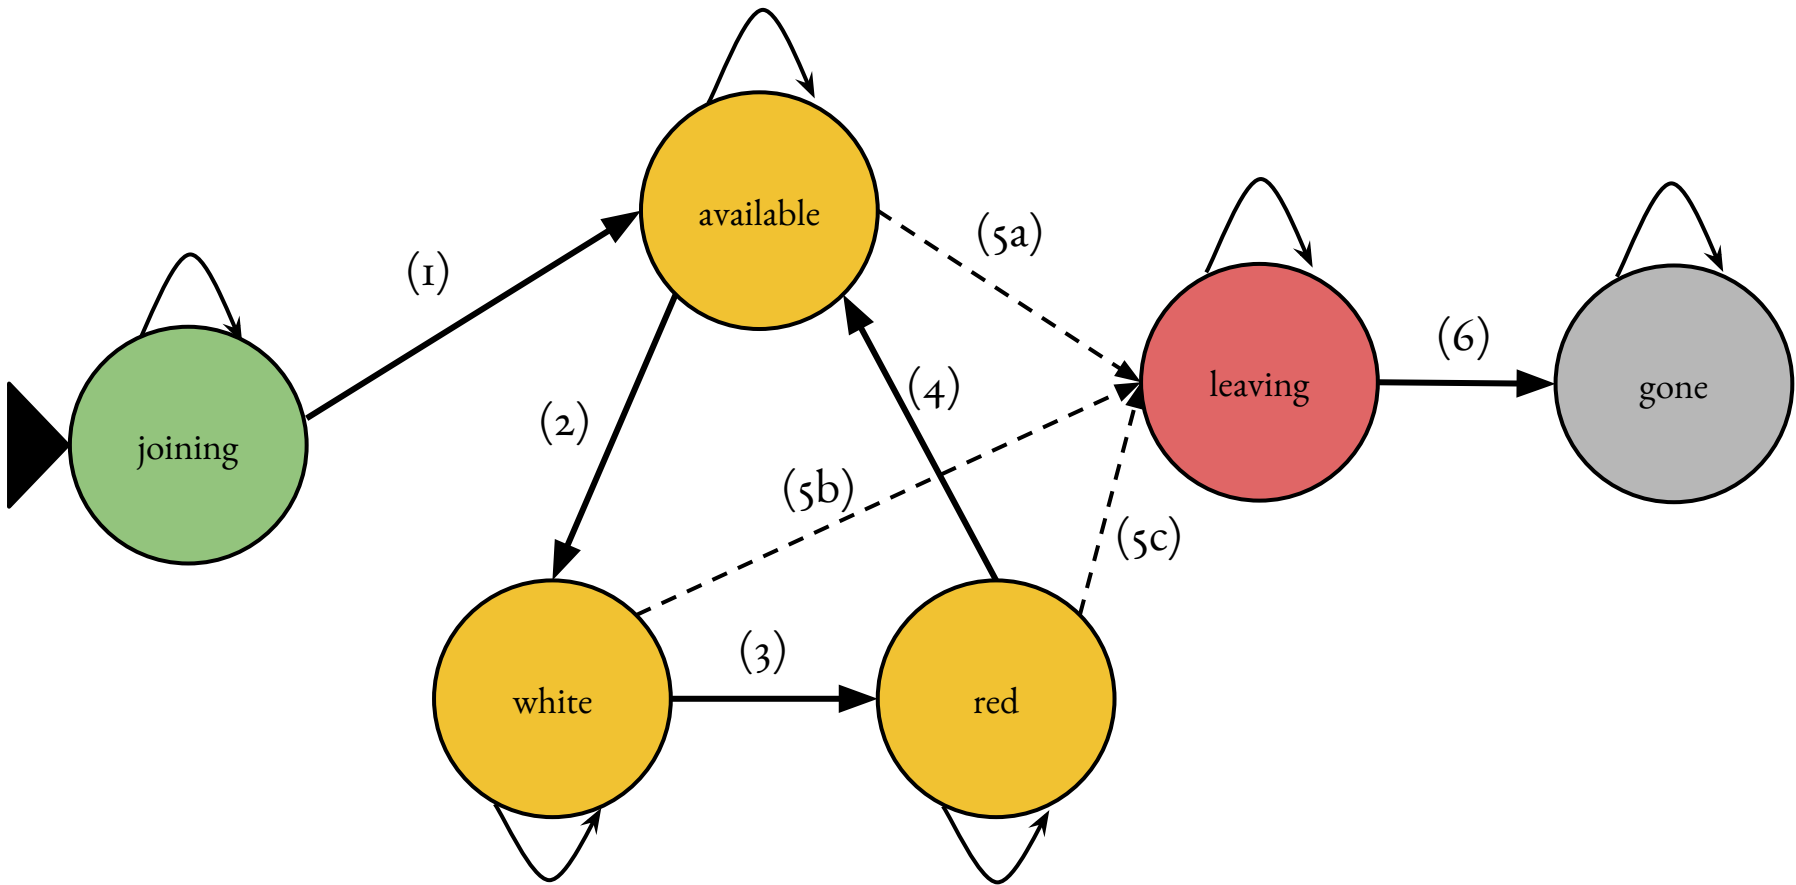 available
(5a)
(1)
(6)
leaving
gone
(4)
(2)
joining
(5b)
(5c)
(3)
white
red